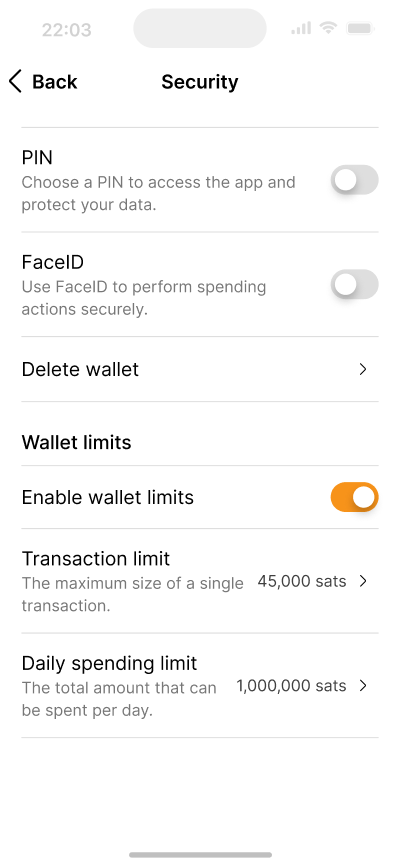 22:03
Back
Security
PIN
Choose a PIN to access the app and
protect your data.
FaceID
Use FaceID to perform spending
actions securely.
Delete wallet
Wallet limits
Enable wallet limits
Transaction limit
The maximum size of a single
transaction.
45,000 sats
Daily spending limit
The total amount that can
be spent per day.
1,000,000 sats